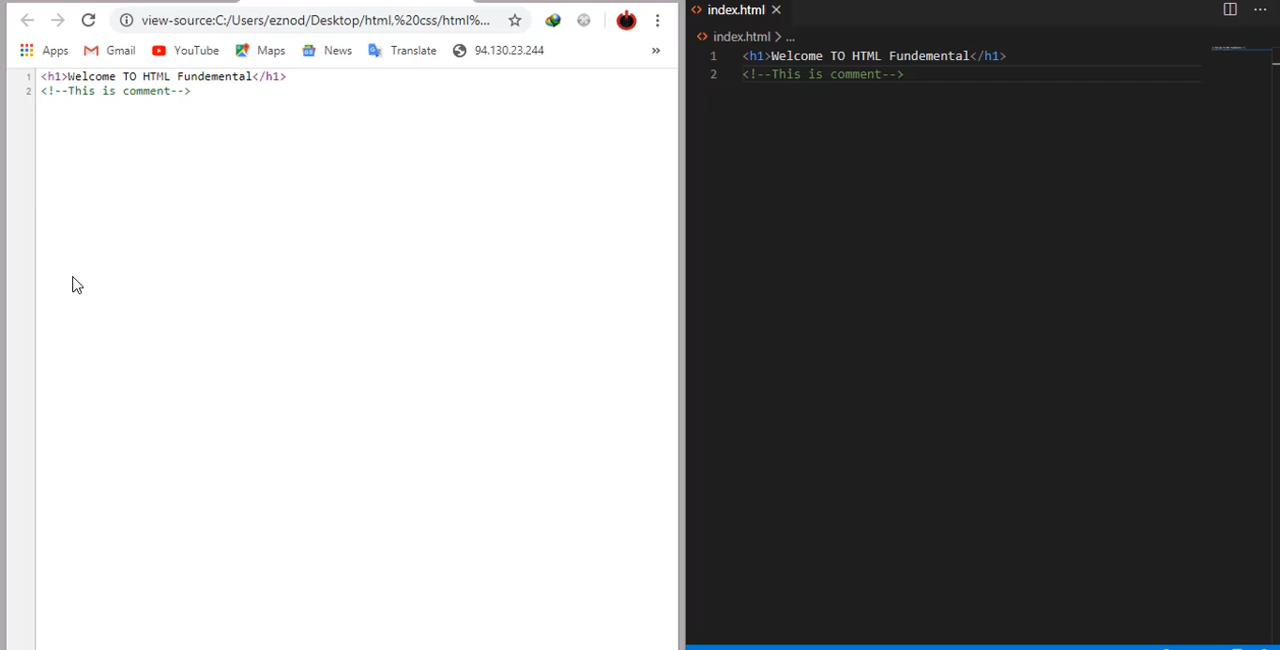 view-source:C:/Users/eznod/Desktop/html,%20css/html%...
Apps Gmail YouTube Maps News Translate 94.130.23.244 »
1 <h1>Welcome TO HTML Fundemental</h1>
2 <!--This is comment-->
index.html
index.html > ...
1 <h1>Welcome TO HTML Fundemental</h1>
2 <!--This is comment-->